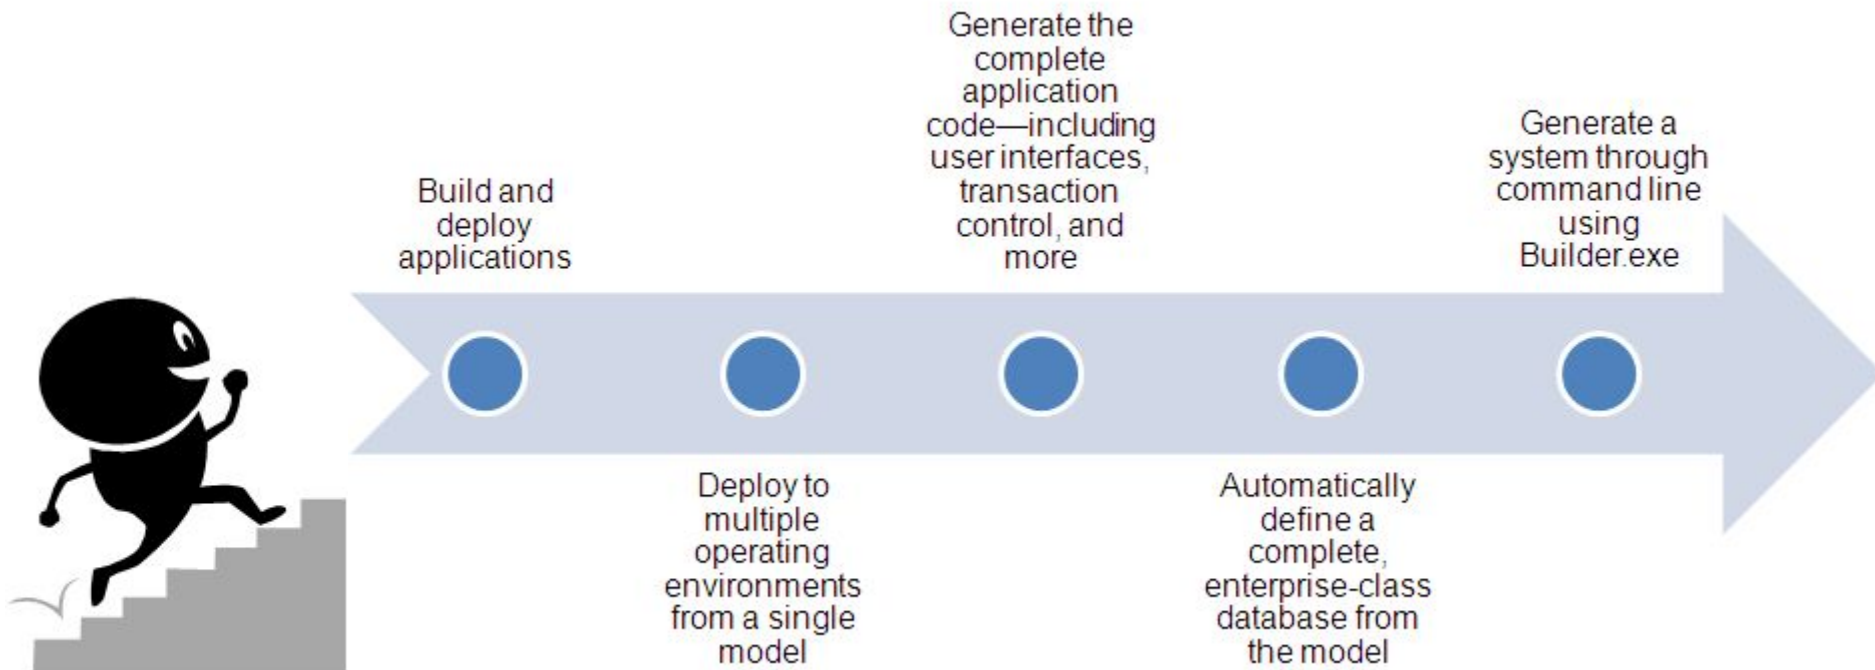 Build and
deploy
applications
Deploy to
multiple
operating
environments
from a single
model
Generate the
complete
application
code—including
user interfaces,
transaction
control, and
more
Automatically
define a
complete,
enterprise-class
database from
the model
Generate a
system through
command line
using
Builder.exe